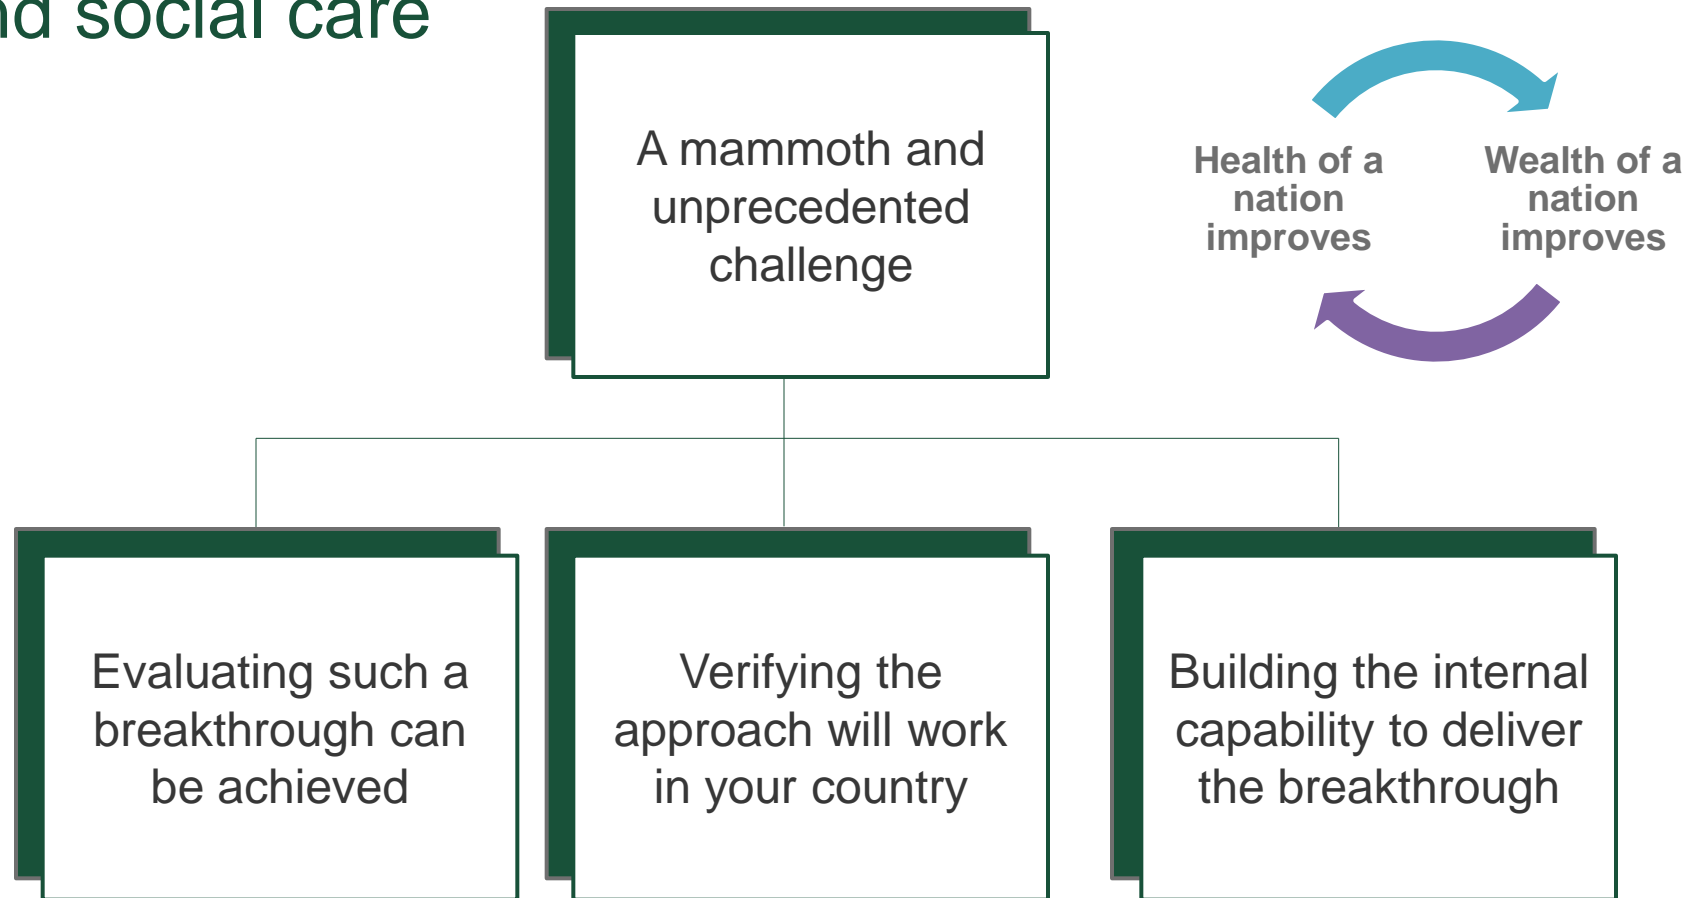 social care
A mammoth and
unprecedented
challenge
Health of a
nation
improves
Wealth of a
nation
improves
Evaluating such a
breakthrough can
be achieved
Verifying the
approach will work
in your country
Building the internal
capability to deliver
the breakthrough